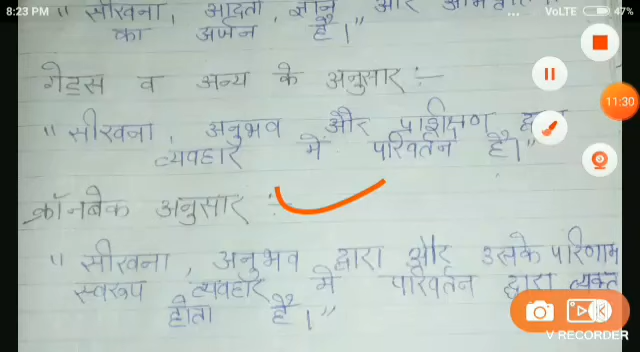 8:23 PM
VoLTE 47%
" सीखना, आदतों, ज्ञान और
का अर्जन है।"
गेट्स व अन्य के अनुसार :-
11:30
" सीखना, अनुभव और प्रशिक्षण द्वारा
व्यवहार में परिवर्तन है।"
क्रॉनबेक अनुसार :-
" सीखना, अनुभव द्वारा और उसके परिणाम
स्वरूप व्यवहार में परिवर्तन द्वारा व्यक्त
होता है।"
V RECORDER